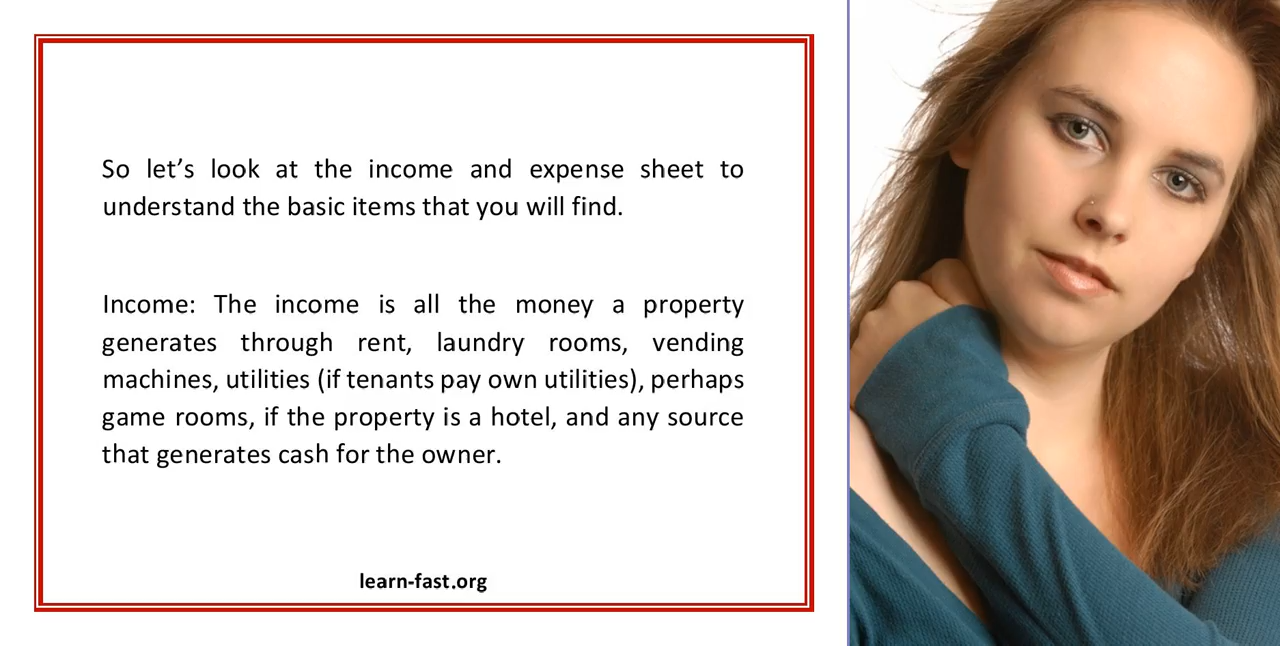 So let’s look at the income and expense sheet to
understand the basic items that you will find.
Income: The income is all the money a property
generates through rent, laundry rooms, vending
machines, utilities (if tenants pay own utilities), perhaps
game rooms, if the property is a hotel, and any source
that generates cash for the owner.
learn-fast.org